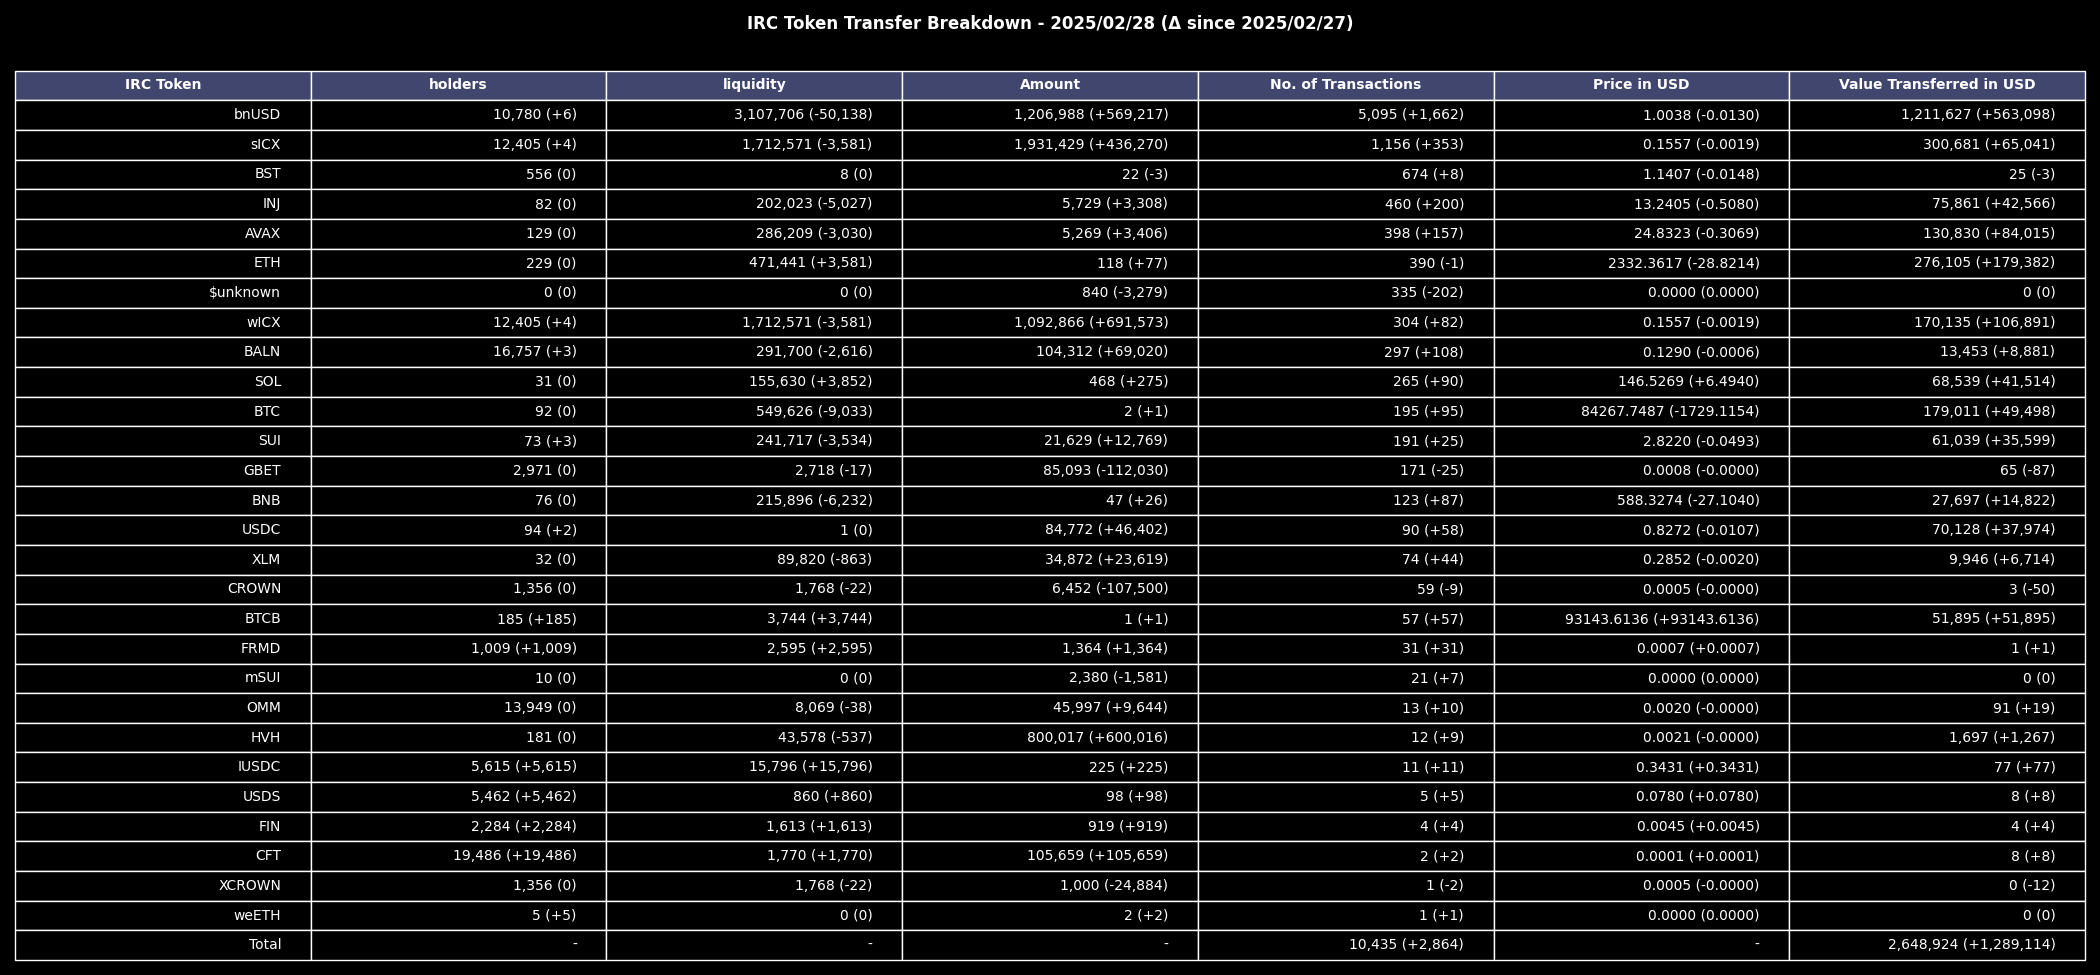 IRC Token Transfer Breakdown - 2025/02/28 (Δ since 2025/02/27)
IRC Token holders liquidity Amount No. of Transactions Price in USD Value Transferred in USD
bnUSD 10,780 (+6) 3,107,706 (-50,138) 1,206,988 (+569,217) 5,095 (+1,662) 1.0038 (-0.0130) 1,211,627 (+563,098)
sICX 12,405 (+4) 1,712,571 (-3,581) 1,931,429 (+436,270) 1,156 (+353) 0.1557 (-0.0019) 300,681 (+65,041)
BST 556 (0) 8 (0) 22 (-3) 674 (+8) 1.1407 (-0.0148) 25 (-3)
INJ 82 (0) 202,023 (-5,027) 5,729 (+3,308) 460 (+200) 13.2405 (-0.5080) 75,861 (+42,566)
AVAX 129 (0) 286,209 (-3,030) 5,269 (+3,406) 398 (+157) 24.8323 (-0.3069) 130,830 (+84,015)
ETH 229 (0) 471,441 (+3,581) 118 (+77) 390 (-1) 2332.3617 (-28.8214) 276,105 (+179,382)
$unknown 0 (0) 0 (0) 840 (-3,279) 335 (-202) 0.0000 (0.0000) 0 (0)
wICX 12,405 (+4) 1,712,571 (-3,581) 1,092,866 (+691,573) 304 (+82) 0.1557 (-0.0019) 170,135 (+106,891)
BALN 16,757 (+3) 291,700 (-2,616) 104,312 (+69,020) 297 (+108) 0.1290 (-0.0006) 13,453 (+8,881)
SOL 31 (0) 155,630 (+3,852) 468 (+275) 265 (+90) 146.5269 (+6.4940) 68,539 (+41,514)
BTC 92 (0) 549,626 (-9,033) 2 (+1) 195 (+95) 84267.7487 (-1729.1154) 179,011 (+49,498)
SUI 73 (+3) 241,717 (-3,534) 21,629 (+12,769) 191 (+25) 2.8220 (-0.0493) 61,039 (+35,599)
GBET 2,971 (0) 2,718 (-17) 85,093 (-112,030) 171 (-25) 0.0008 (-0.0000) 65 (-87)
BNB 76 (0) 215,896 (-6,232) 47 (+26) 123 (+87) 588.3274 (-27.1040) 27,697 (+14,822)
USDC 94 (+2) 1 (0) 84,772 (+46,402) 90 (+58) 0.8272 (-0.0107) 70,128 (+37,974)
XLM 32 (0) 89,820 (-863) 34,872 (+23,619) 74 (+44) 0.2852 (-0.0020) 9,946 (+6,714)
CROWN 1,356 (0) 1,768 (-22) 6,452 (-107,500) 59 (-9) 0.0005 (-0.0000) 3 (-50)
BTCB 185 (+185) 3,744 (+3,744) 1 (+1) 57 (+57) 93143.6136 (+93143.6136) 51,895 (+51,895)
FRMD 1,009 (+1,009) 2,595 (+2,595) 1,364 (+1,364) 31 (+31) 0.0007 (+0.0007) 1 (+1)
mSUI 10 (0) 0 (0) 2,380 (-1,581) 21 (+7) 0.0000 (0.0000) 0 (0)
OMM 13,949 (0) 8,069 (-38) 45,997 (+9,644) 13 (+10) 0.0020 (-0.0000) 91 (+19)
HVH 181 (0) 43,578 (-537) 800,017 (+600,016) 12 (+9) 0.0021 (-0.0000) 1,697 (+1,267)
IUSDC 5,615 (+5,615) 15,796 (+15,796) 225 (+225) 11 (+11) 0.3431 (+0.3431) 77 (+77)
USDS 5,462 (+5,462) 860 (+860) 98 (+98) 5 (+5) 0.0780 (+0.0780) 8 (+8)
FIN 2,284 (+2,284) 1,613 (+1,613) 919 (+919) 4 (+4) 0.0045 (+0.0045) 4 (+4)
CFT 19,486 (+19,486) 1,770 (+1,770) 105,659 (+105,659) 2 (+2) 0.0001 (+0.0001) 8 (+8)
XCROWN 1,356 (0) 1,768 (-22) 1,000 (-24,884) 1 (-2) 0.0005 (-0.0000) 0 (-12)
weETH 5 (+5) 0 (0) 2 (+2) 1 (+1) 0.0000 (0.0000) 0 (0)
Total - - - 10,435 (+2,864) - 2,648,924 (+1,289,114)